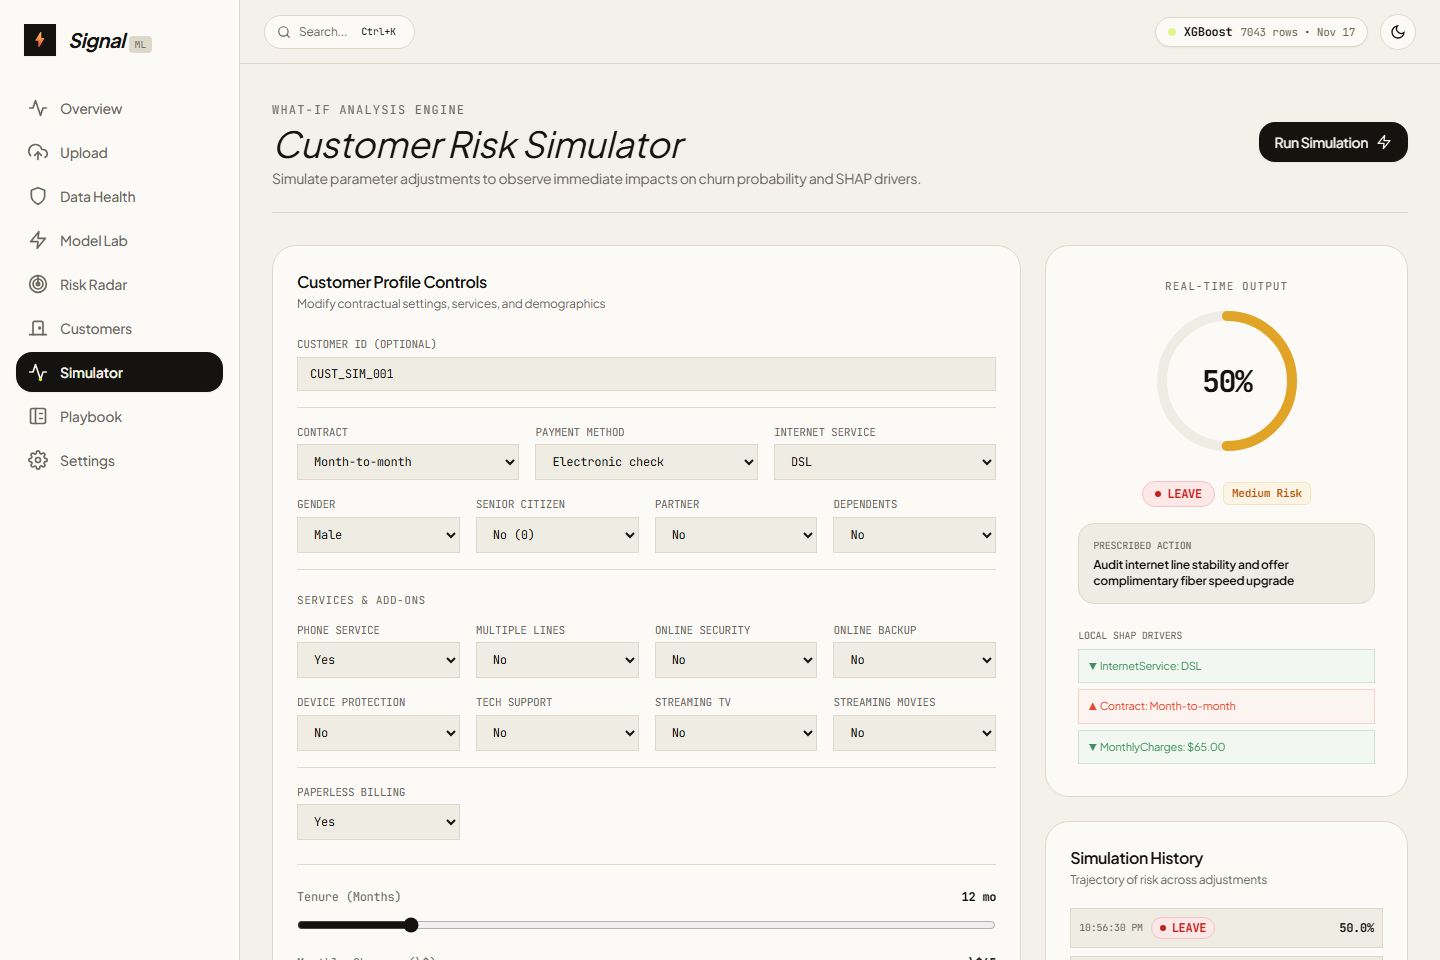 Signal ML
Overview
Upload
Data Health
Model Lab
Risk Radar
Customers
Simulator
Playbook
Settings
Search... Ctrl+K
XGBoost 7043 rows • Nov 17
WHAT-IF ANALYSIS ENGINE
Customer Risk Simulator
Simulate parameter adjustments to observe immediate impacts on churn probability and SHAP drivers.
Run Simulation
Customer Profile Controls
Modify contractual settings, services, and demographics
CUSTOMER ID (OPTIONAL)
CUST_SIM_001
CONTRACT PAYMENT METHOD INTERNET SERVICE
Month-to-month Electronic check DSL
GENDER SENIOR CITIZEN PARTNER DEPENDENTS
Male No (0) No No
SERVICES & ADD-ONS
PHONE SERVICE MULTIPLE LINES ONLINE SECURITY ONLINE BACKUP
Yes No No No
DEVICE PROTECTION TECH SUPPORT STREAMING TV STREAMING MOVIES
No No No No
PAPERLESS BILLING
Yes
Tenure (Months) 12 mo
REAL-TIME OUTPUT
50%
LEAVE Medium Risk
PRESCRIBED ACTION
Audit internet line stability and offer
complimentary fiber speed upgrade
LOCAL SHAP DRIVERS
▼ InternetService: DSL
▲ Contract: Month-to-month
▼ MonthlyCharges: $65.00
Simulation History
Trajectory of risk across adjustments
10:56:30 PM LEAVE 50.0%